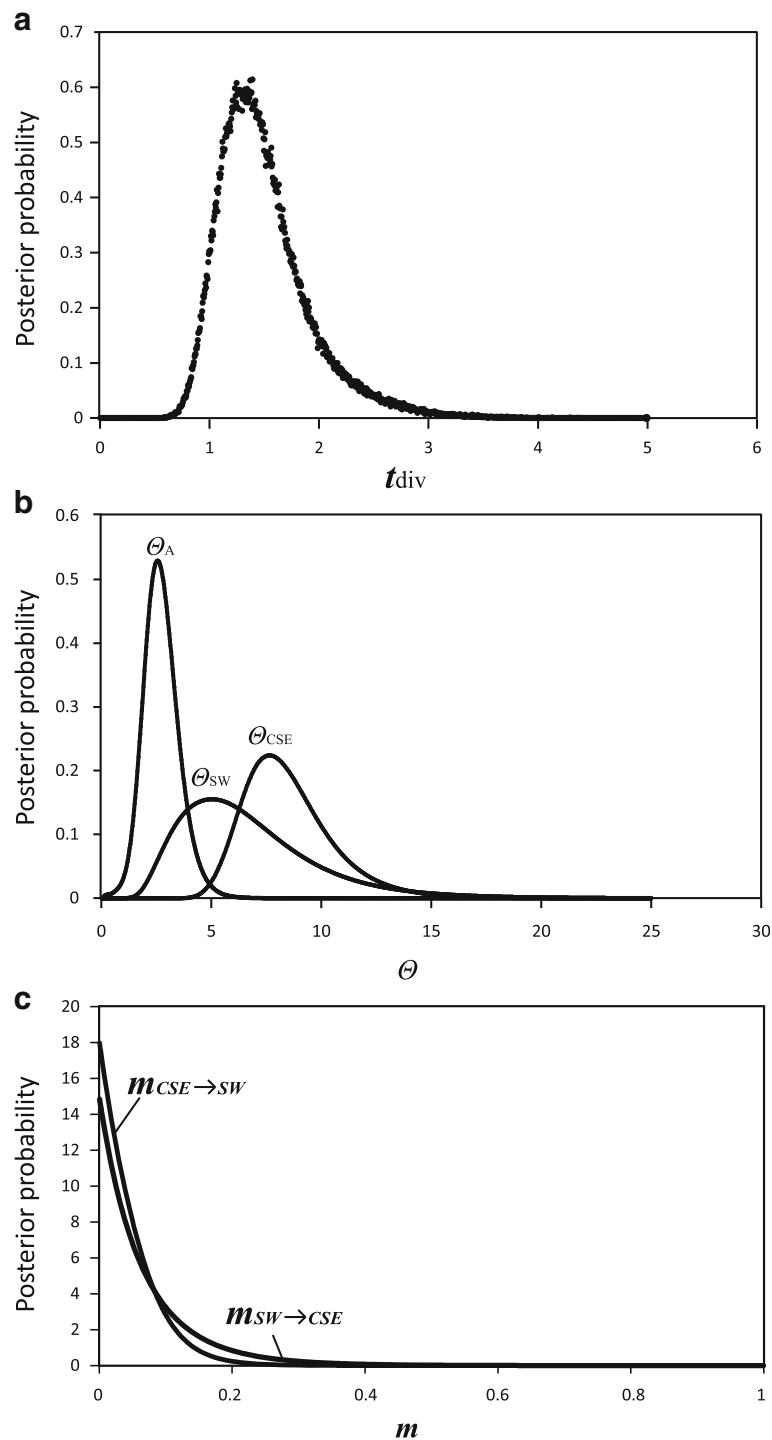 a
0.7
0.6
0.5
0.4
0.3
0.2
0.1
0
Posterior probability
0 1 2 3 4 5 6
tdiv
b
0.6
0.5
0.4
0.3
0.2
0.1
0
Posterior probability
ΘA
ΘCSE
ΘSW
0 5 10 15 20 25 30
Θ
c
20
18
16
14
12
10
8
6
4
2
0
Posterior probability
mCSE→SW
mSW→CSE
0 0.2 0.4 0.6 0.8 1
m